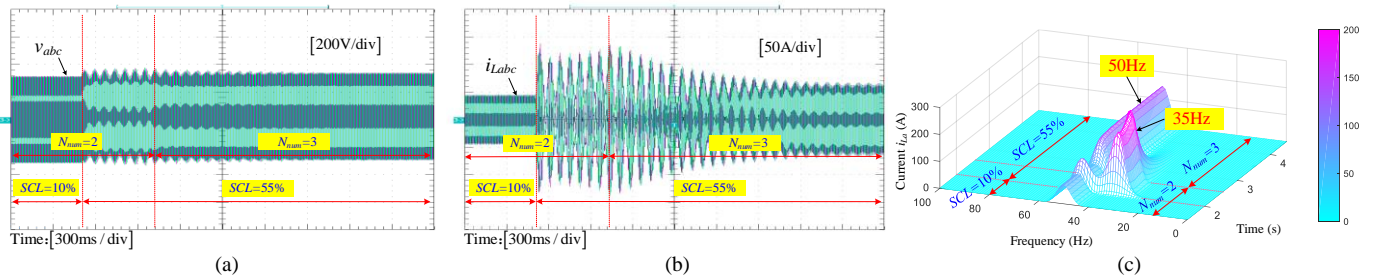 [200V/div]
v_abc
N_num=2
N_num=3
SCL=10%
SCL=55%
Time:[300ms / div]
(a)
[50A/div]
i_Labc
N_num=2
N_num=3
SCL=10%
SCL=55%
Time:[300ms / div]
(b)
50Hz
35Hz
SCL=55%
SCL=10%
N_num=3
N_num=2
Current i_La (A)
300
200
100
0
100
80
60
40
20
0
Frequency (Hz)
2
3
4
Time (s)
200
150
100
50
0
(c)